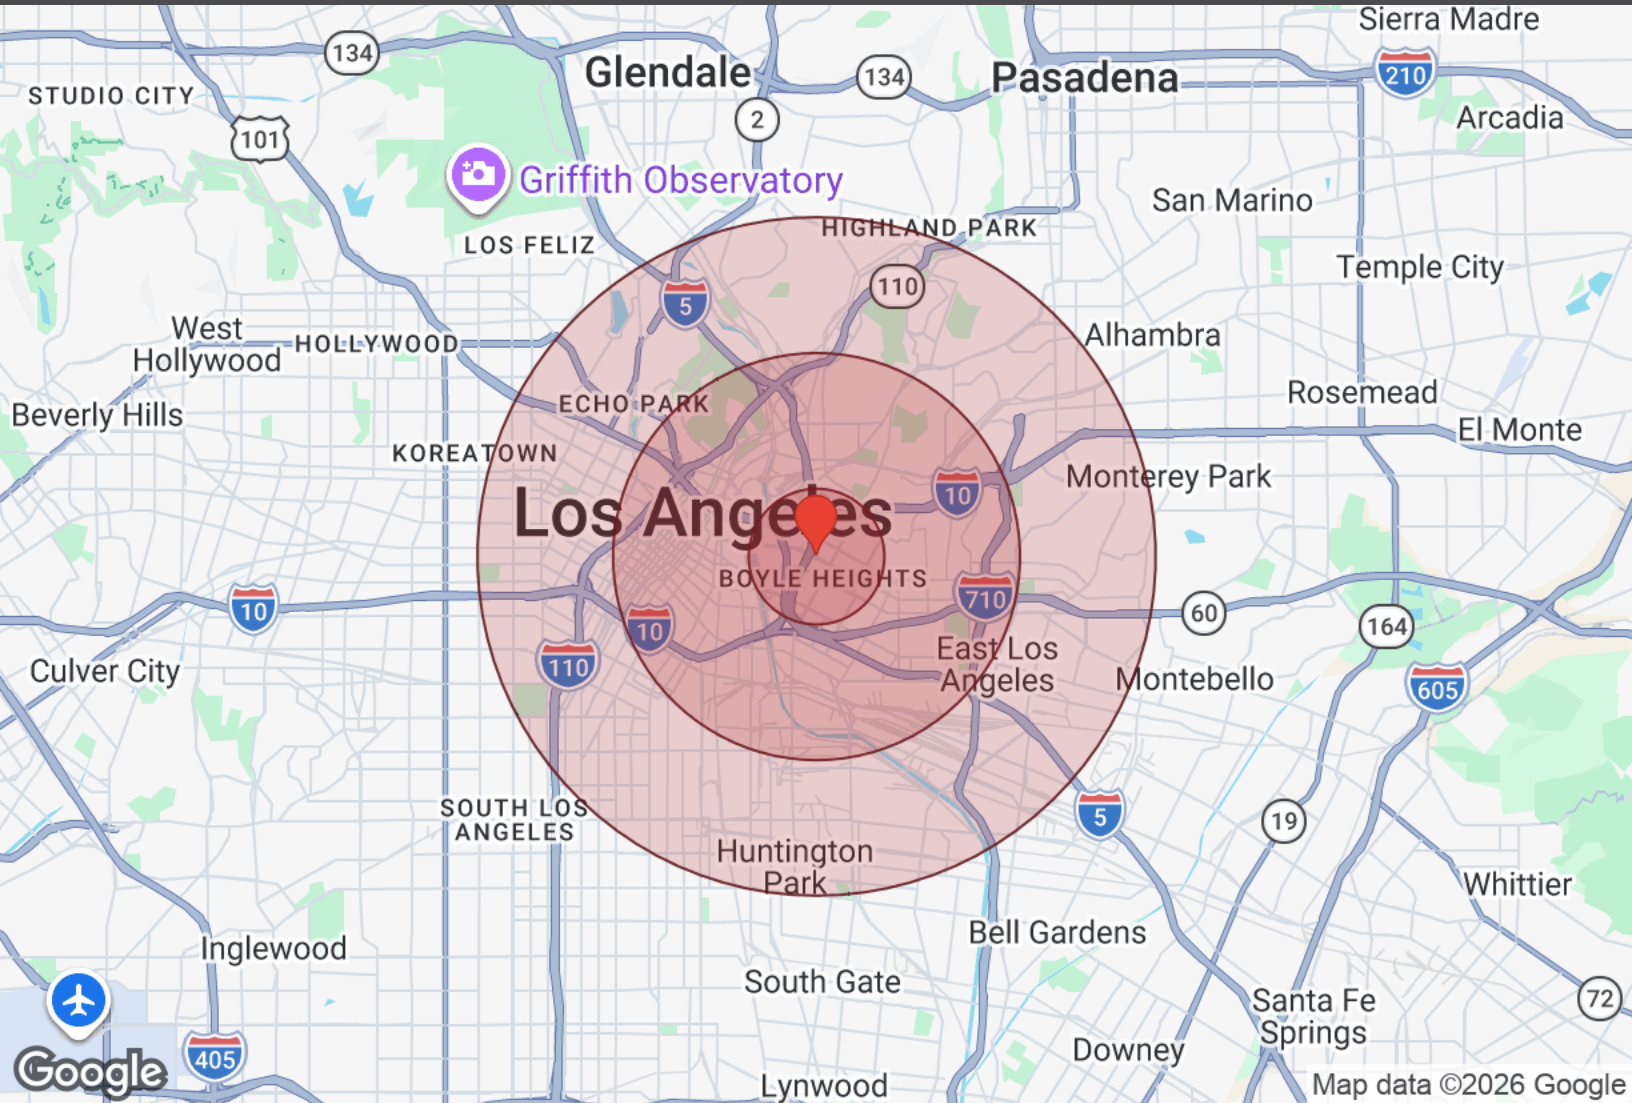 Sierra Madre
134
Glendale
134
Pasadena
210
STUDIO CITY
2
Arcadia
101
Griffith Observatory
San Marino
LOS FELIZ
HIGHLAND PARK
Temple City
110
5
West
Hollywood
HOLLYWOOD
Alhambra
Rosemead
Beverly Hills
ECHO PARK
El Monte
KOREATOWN
Monterey Park
10
Los Angeles
BOYLE HEIGHTS
710
10
60
10
164
East Los
Angeles
110
Culver City
Montebello
605
SOUTH LOS
ANGELES
5
19
Huntington
Park
Whittier
Bell Gardens
Inglewood
South Gate
72
Santa Fe
Springs
405
Downey
Google
Lynwood
Map data ©2026 Google